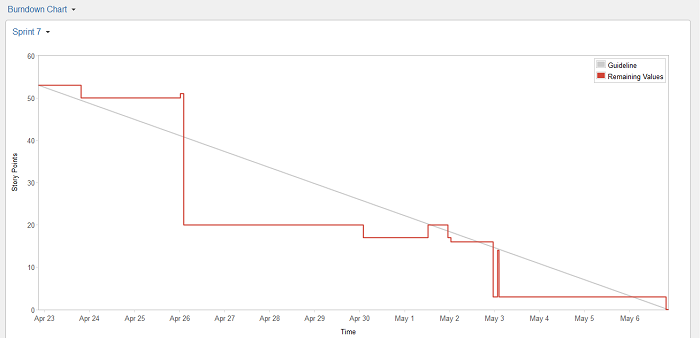 Burndown Chart
Sprint 7
60
50
40
30
20
10
0
Story Points
Guideline
Remaining Values
Apr 23 Apr 24 Apr 25 Apr 26 Apr 27 Apr 28 Apr 29 Apr 30 May 1 May 2 May 3 May 4 May 5 May 6
Time